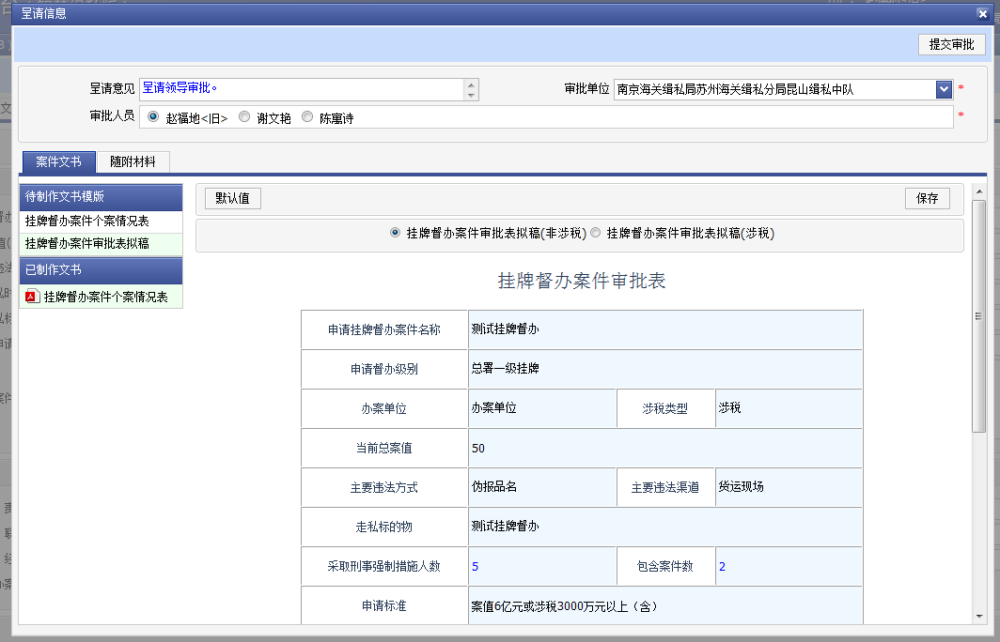 呈请信息
提交审批
呈请意见 呈请领导审批。
审批单位 南京海关缉私局苏州海关缉私分局昆山缉私中队 *
审批人员 赵福地<旧> 谢文艳 陈寓诗 *
案件文书 随附材料
待制作文书模版
挂牌督办案件个案情况表
挂牌督办案件审批表拟稿
已制作文书
挂牌督办案件个案情况表
默认值 保存
挂牌督办案件审批表拟稿(非涉税) 挂牌督办案件审批表拟稿(涉税)
挂牌督办案件审批表
申请挂牌督办案件名称 测试挂牌督办
申请督办级别 总署一级挂牌
办案单位 办案单位 涉税类型 涉税
当前总案值 50
主要违法方式 伪报品名 主要违法渠道 货运现场
走私标的物 测试挂牌督办
采取刑事强制措施人数 5 包含案件数 2
申请标准 案值6亿元或涉税3000万元以上（含）